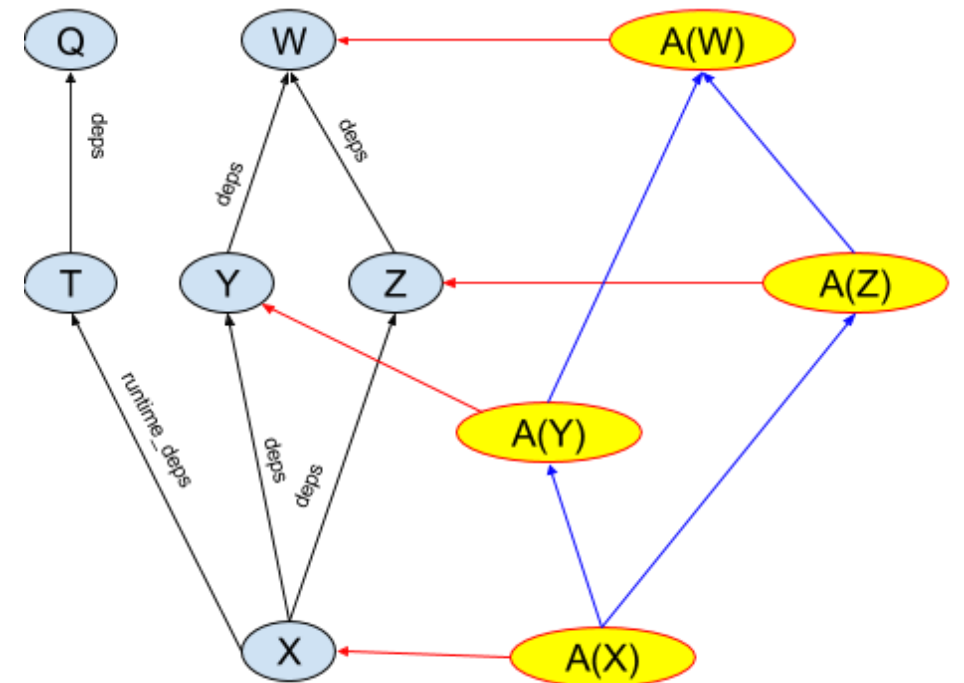 Q
W
A(W)
deps
deps
deps
T
Y
Z
A(Z)
runtime_deps
A(Y)
deps
deps
X
A(X)